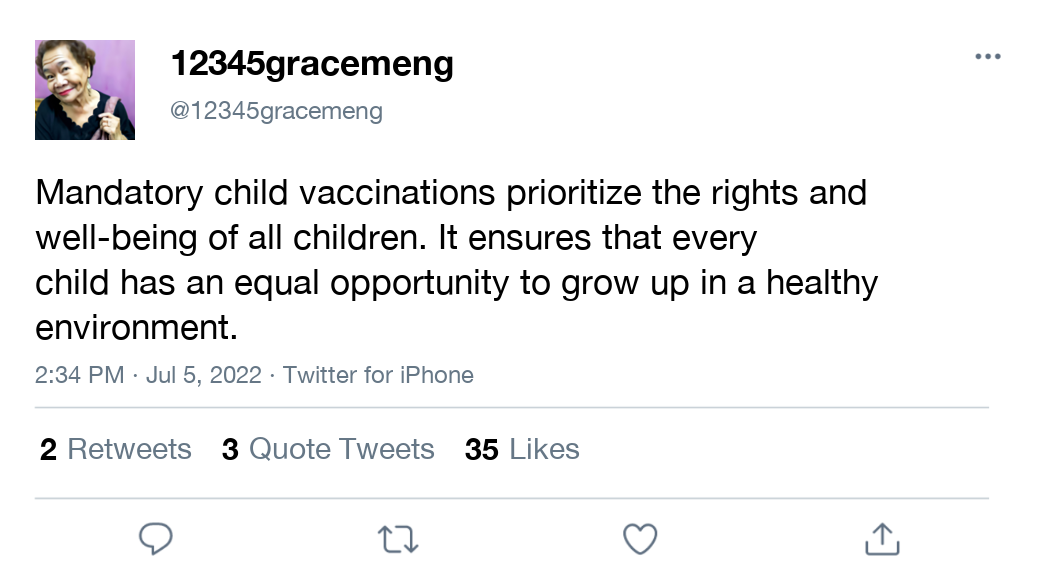 12345gracemeng
@12345gracemeng
Mandatory child vaccinations prioritize the rights and
well-being of all children. It ensures that every
child has an equal opportunity to grow up in a healthy
environment.
2:34 PM · Jul 5, 2022 · Twitter for iPhone
2 Retweets 3 Quote Tweets 35 Likes